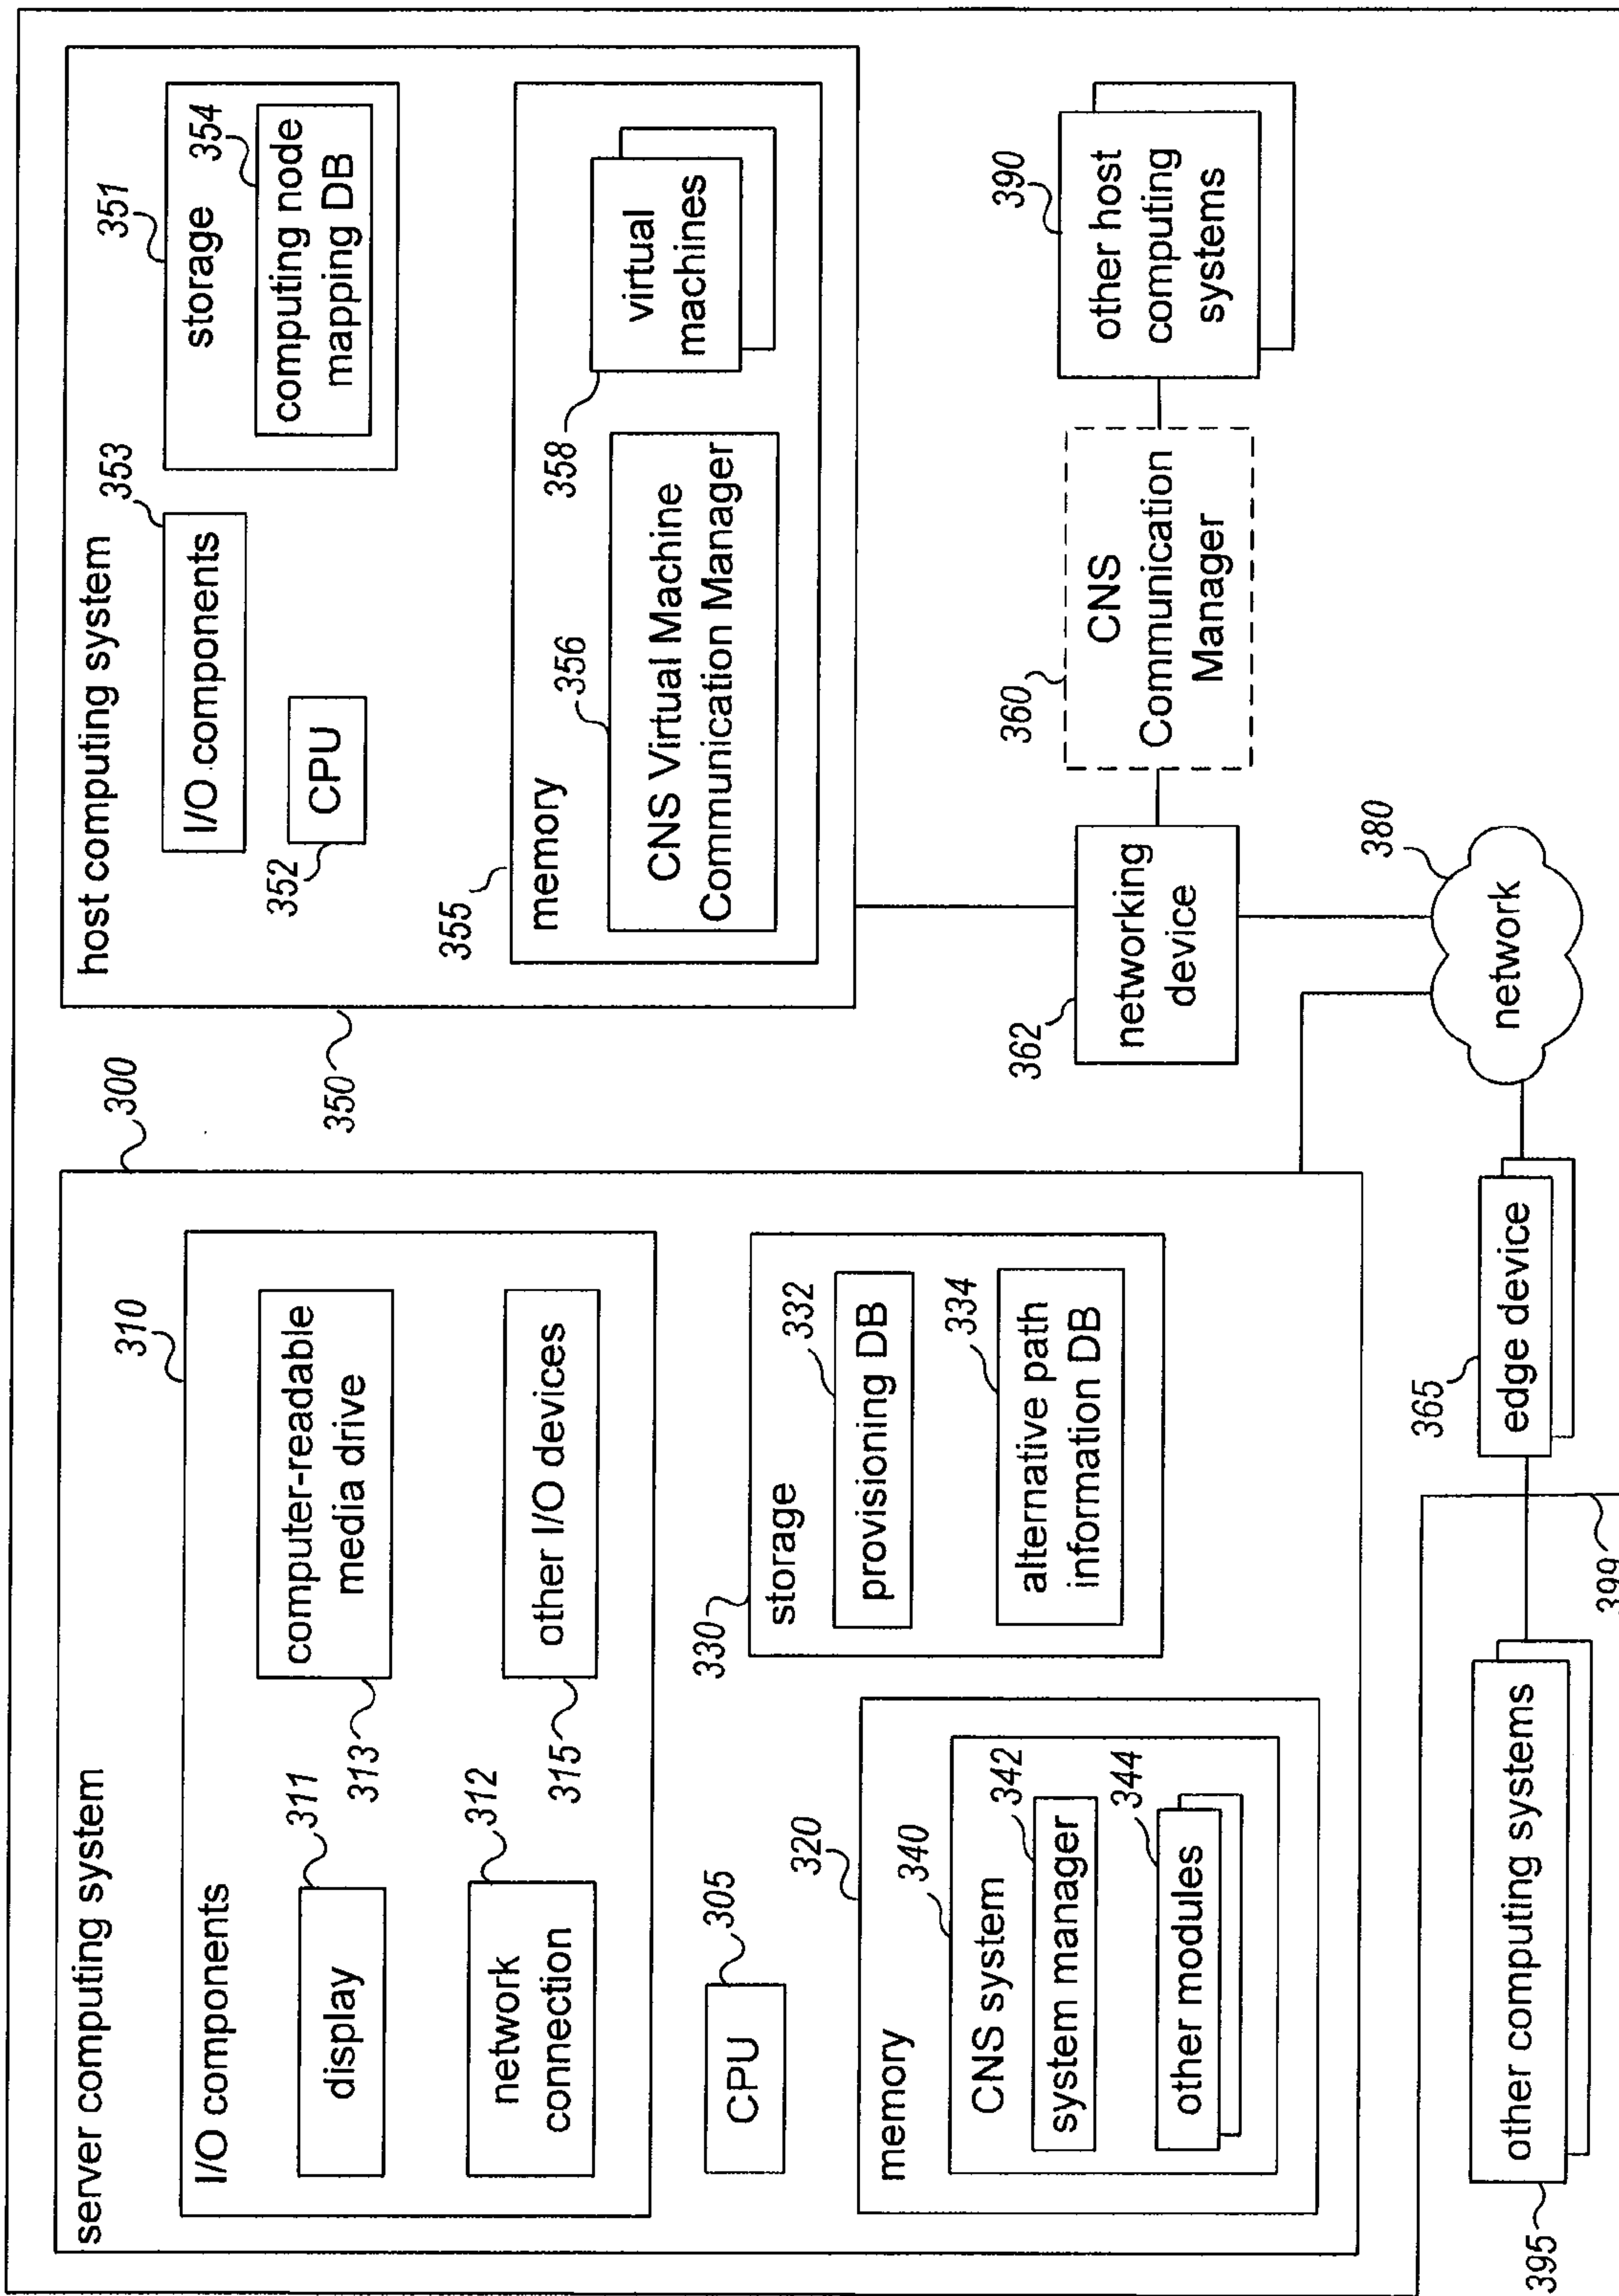 300
server computing system
310
I/O components
311
display
313
computer-readable
media drive
312
network
connection
315
other I/O devices
305
CPU
320
memory
340
CNS system
342
system manager
344
other modules
330
storage
332
provisioning DB
334
alternative path
information DB
350
host computing system
353
I/O components
352
CPU
351
storage
354
computing node
mapping DB
355
memory
356
CNS Virtual Machine
Communication Manager
358
virtual
machines
362
networking
device
360
CNS
Communication
Manager
390
other host
computing
systems
395
other computing systems
365
edge device
380
network
399